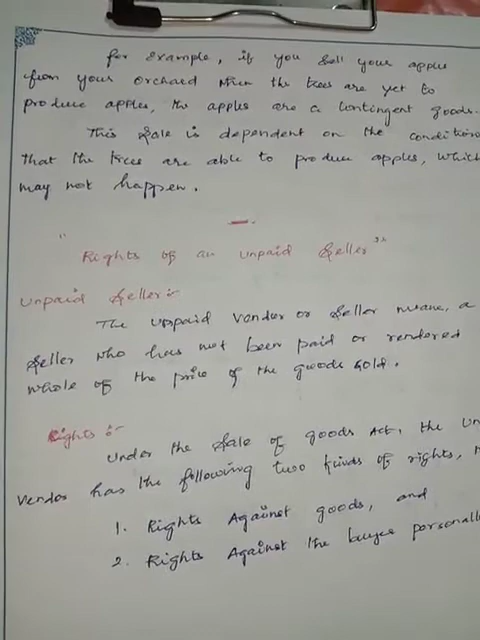 For Example, if you sell your apples
from your orchard when the trees are yet to
produce apples, the apples are a Contingent goods.
This sale is dependent on the condition
that the trees are able to produce apples, which
may not happen.
"Rights of an unpaid Seller"
Unpaid Seller:-
The unpaid Vendor or Seller means, a
Seller who has not been paid or rendered
whole of the price of the goods sold.
Rights:-
Under the Sale of goods Act, the Un
Vendor has the following two kinds of rights,
1. Rights Against goods, and
2. Rights Against the buyer personall